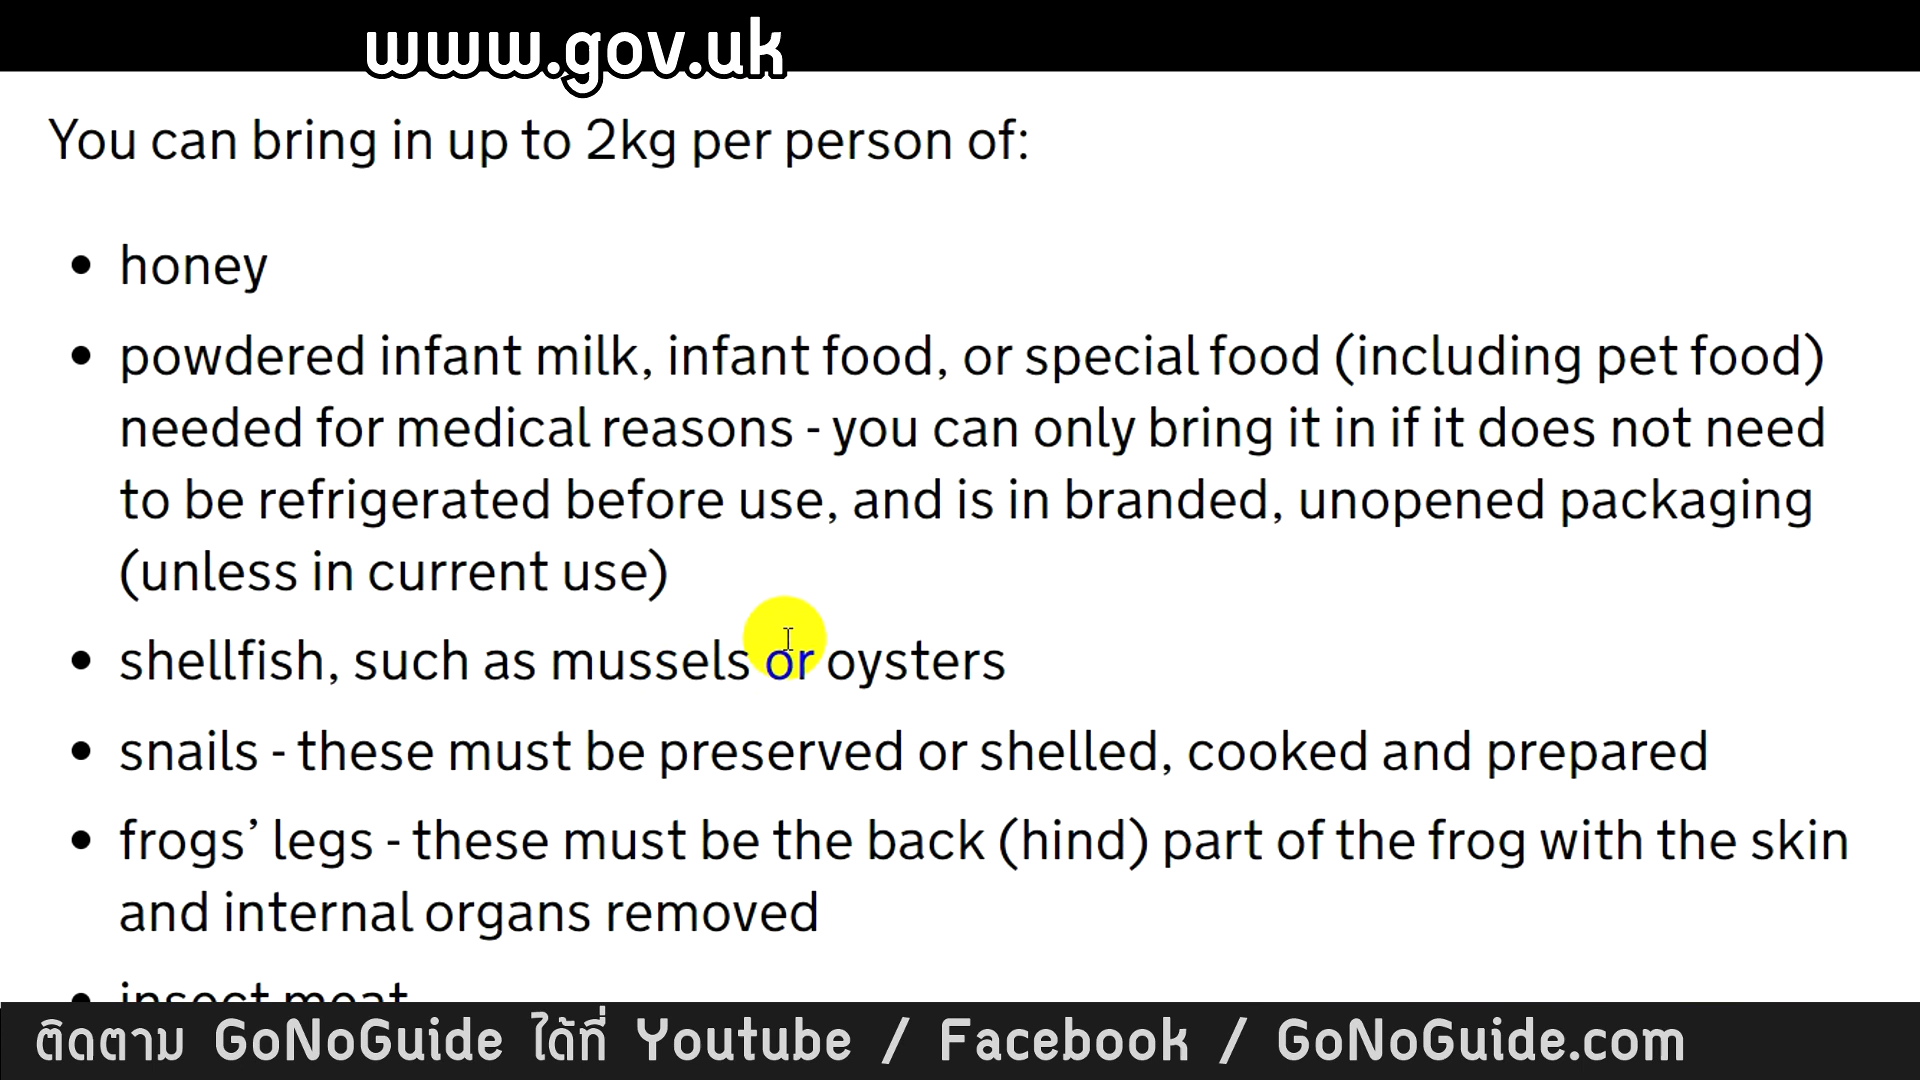 www.gov.uk
You can bring in up to 2kg per person of:
• honey
• powdered infant milk, infant food, or special food (including pet food)
needed for medical reasons - you can only bring it in if it does not need
to be refrigerated before use, and is in branded, unopened packaging
(unless in current use)
• shellfish, such as mussels or oysters
• snails - these must be preserved or shelled, cooked and prepared
• frogs’ legs - these must be the back (hind) part of the frog with the skin
and internal organs removed
• insect meat
ติดตาม GoNoGuide ได้ที่ Youtube / Facebook / GoNoGuide.com